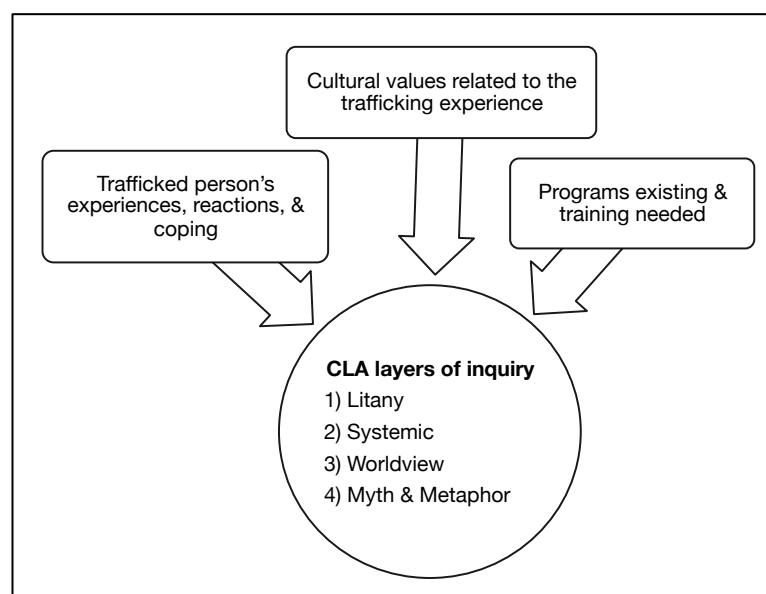 Cultural values related to the
trafficking experience
Trafficked person’s
experiences, reactions, &
coping
Programs existing &
training needed
CLA layers of inquiry
1) Litany
2) Systemic
3) Worldview
4) Myth & Metaphor